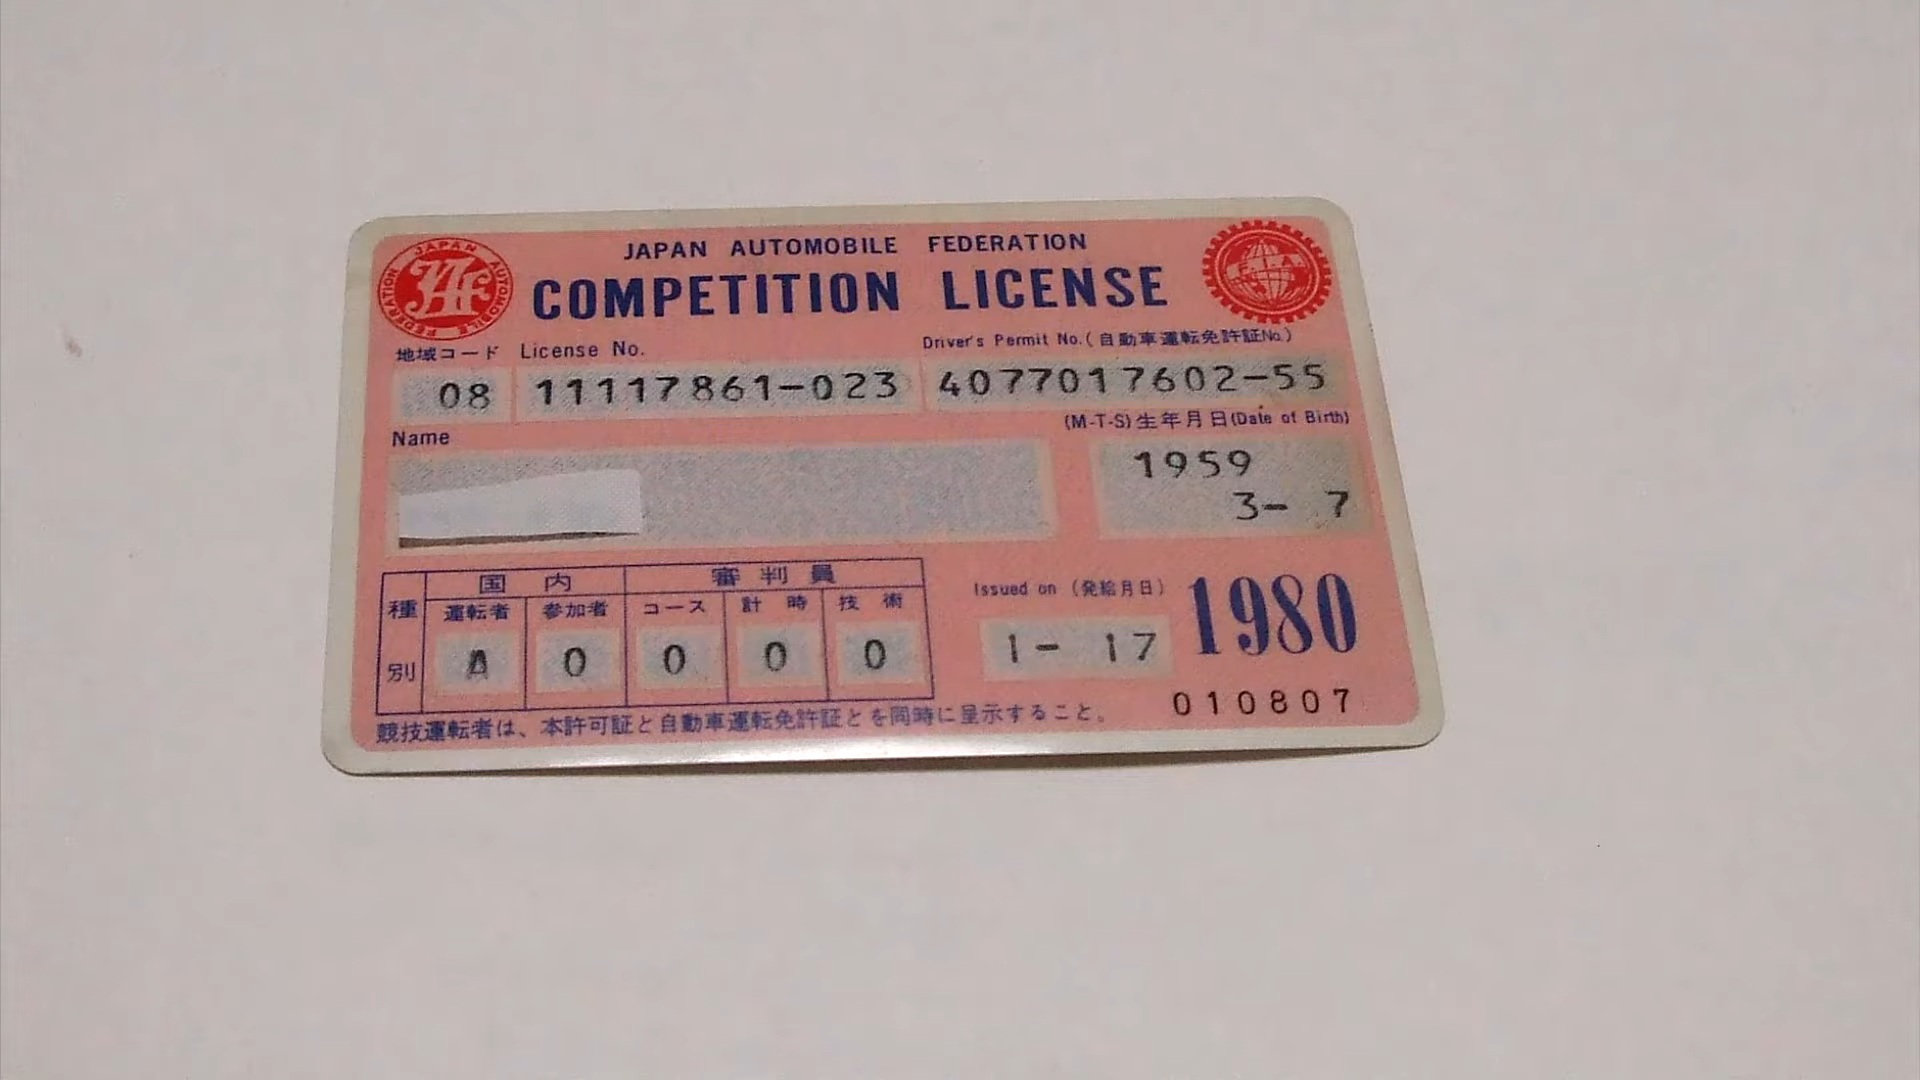 JAPAN AUTOMOBILE FEDERATION
JAPAN AUTOMOBILE FEDERATION
JAF
COMPETITION LICENSE
地域コード License No. Driver's Permit No.(自動車運転免許証No.)
08 11117861-023 4077017602-55
Name (M-T-S)生年月日(Date of Birth)
1959
3- 7
種別 国内 審判員
運転者 参加者 コース 計時 技術
A 0 0 0 0
Issued on (発給月日) 1980
1- 17
010807
競技運転者は、本許可証と自動車運転免許証とを同時に呈示すること。